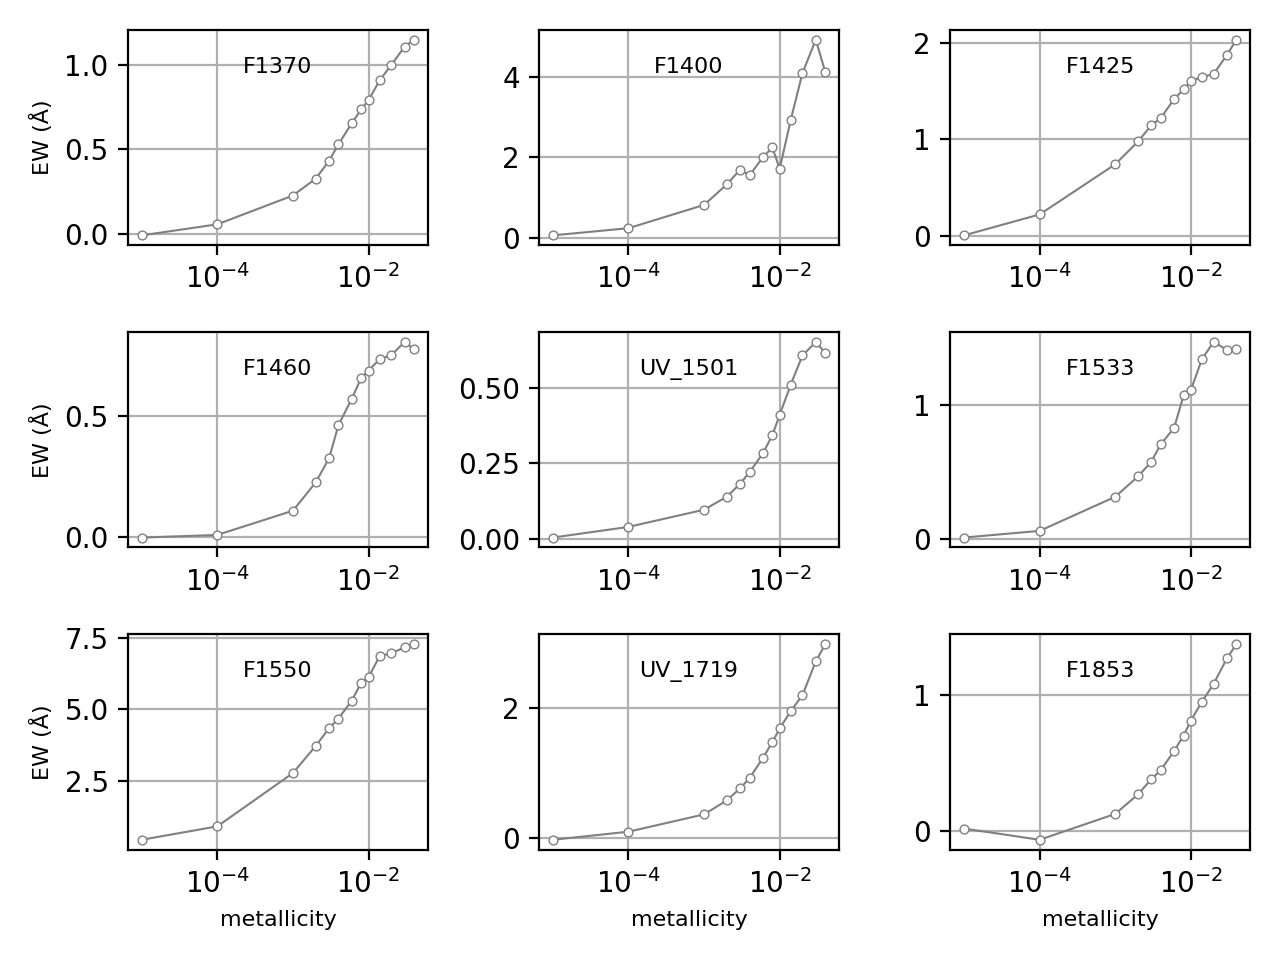 F1370
F1400
F1425
EW (Å)
1.0
0.5
0.0
4
2
0
2
1
0
10⁻⁴ 10⁻²
10⁻⁴ 10⁻²
10⁻⁴ 10⁻²
F1460
UV_1501
F1533
EW (Å)
0.5
0.0
0.50
0.25
0.00
1
0
10⁻⁴ 10⁻²
10⁻⁴ 10⁻²
10⁻⁴ 10⁻²
F1550
UV_1719
F1853
EW (Å)
7.5
5.0
2.5
2
0
1
0
10⁻⁴ 10⁻²
10⁻⁴ 10⁻²
10⁻⁴ 10⁻²
metallicity
metallicity
metallicity